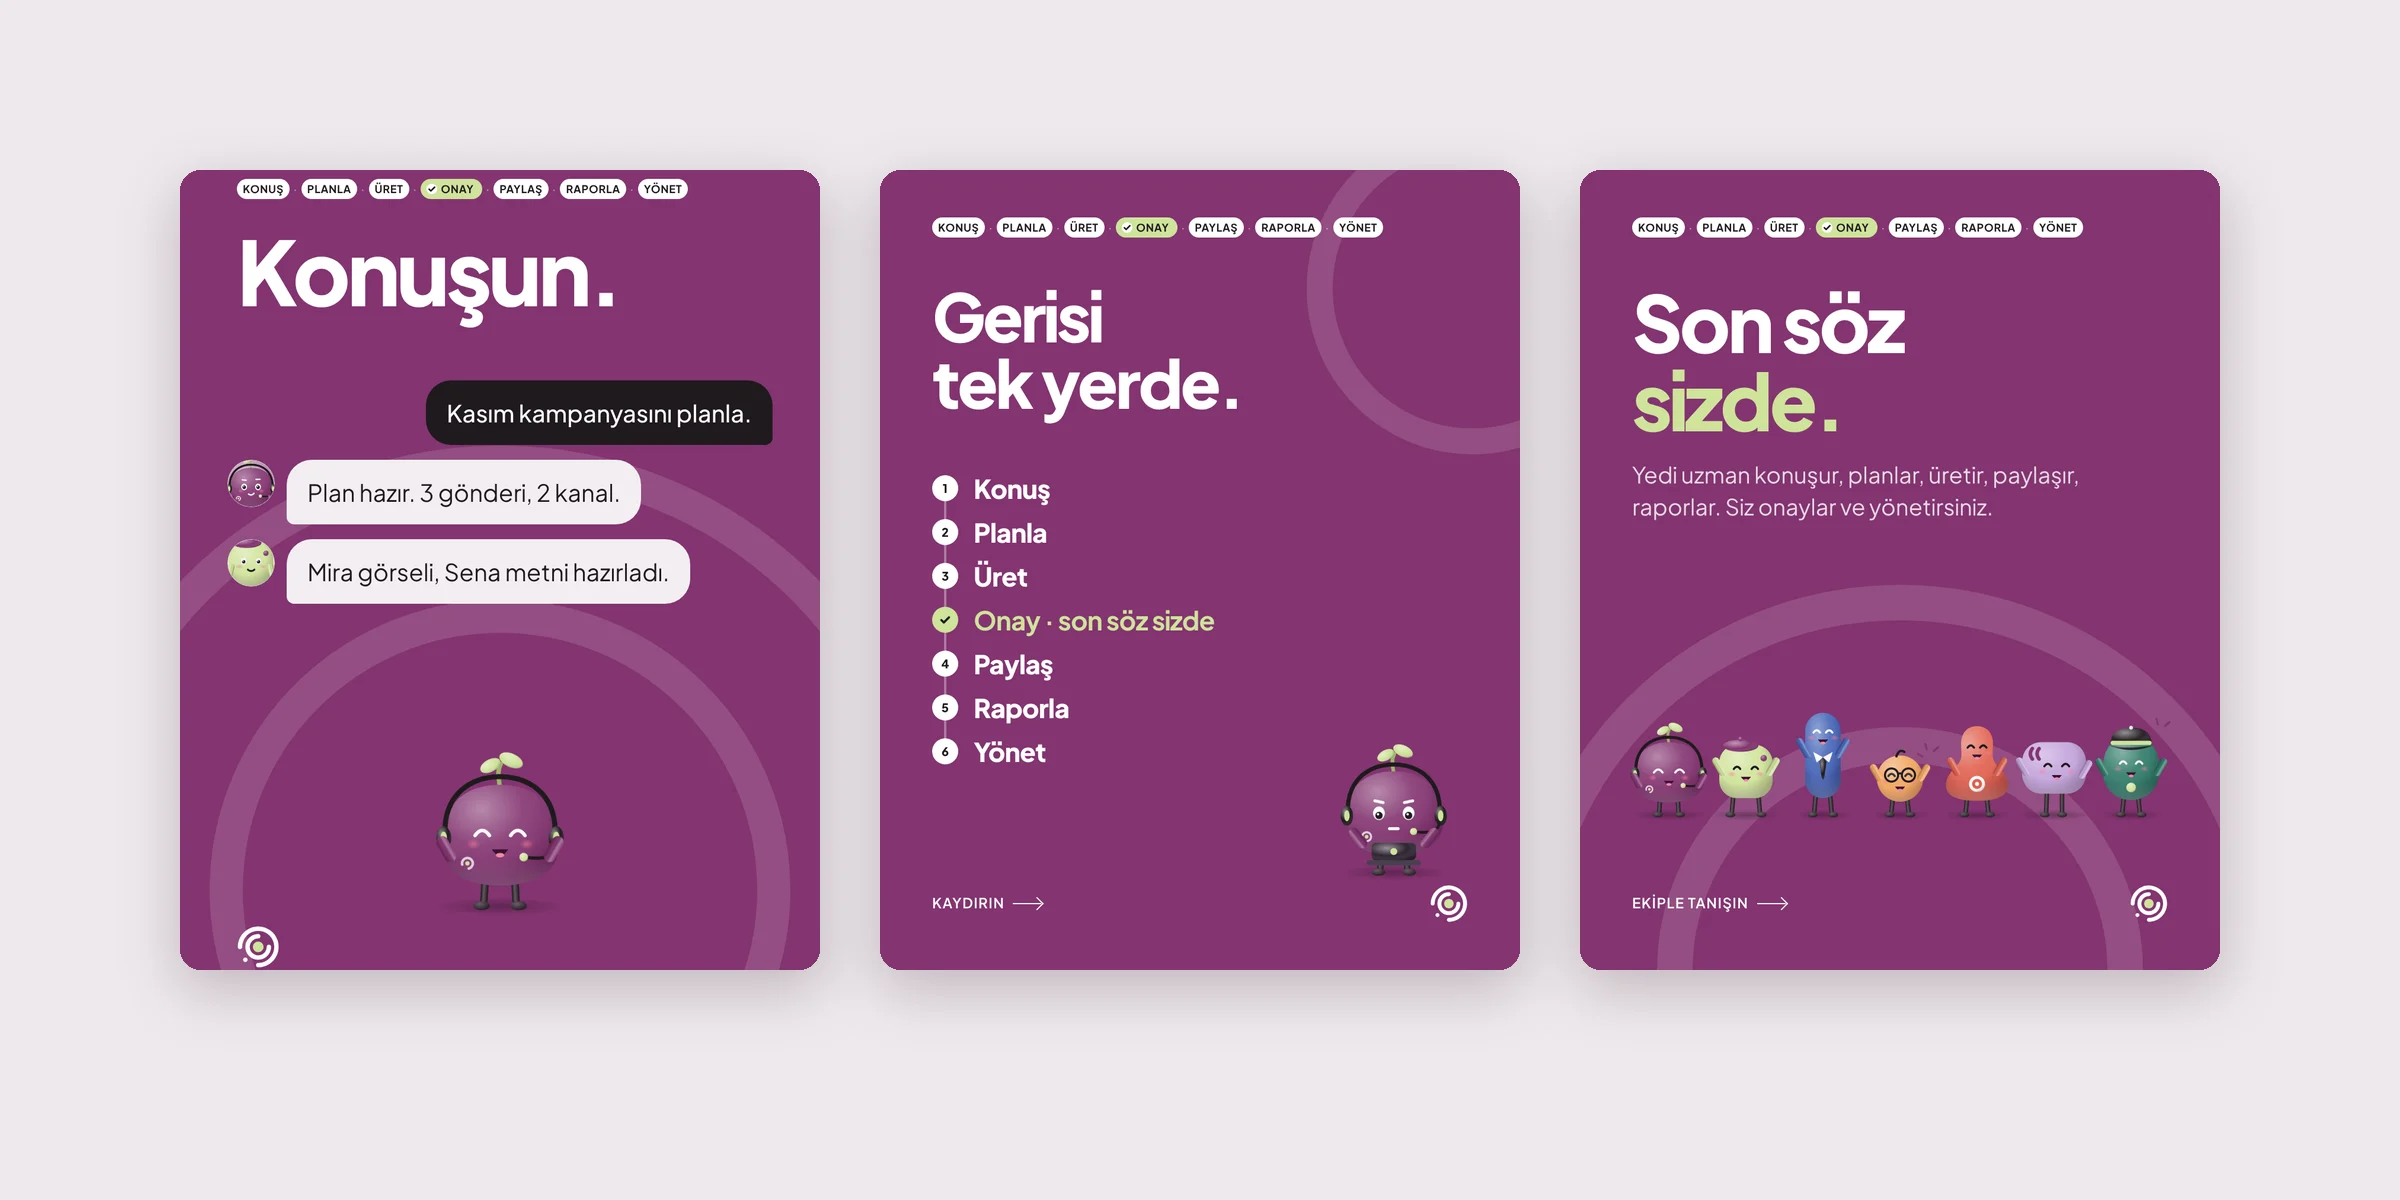 KONUŞ · PLANLA · ÜRET · ONAY · PAYLAŞ · RAPORLA · YÖNET
Konuşun.
Kasım kampanyasını planla.
Plan hazır. 3 gönderi, 2 kanal.
Mira görseli, Sena metni hazırladı.
KONUŞ · PLANLA · ÜRET · ONAY · PAYLAŞ · RAPORLA · YÖNET
Gerisi
tek yerde.
1 Konuş
2 Planla
3 Üret
Onay · son söz sizde
4 Paylaş
5 Raporla
6 Yönet
KAYDIRIN
KONUŞ · PLANLA · ÜRET · ONAY · PAYLAŞ · RAPORLA · YÖNET
Son söz
sizde.
Yedi uzman konuşur, planlar, üretir, paylaşır,
raporlar. Siz onaylar ve yönetirsiniz.
EKİPLE TANIŞIN